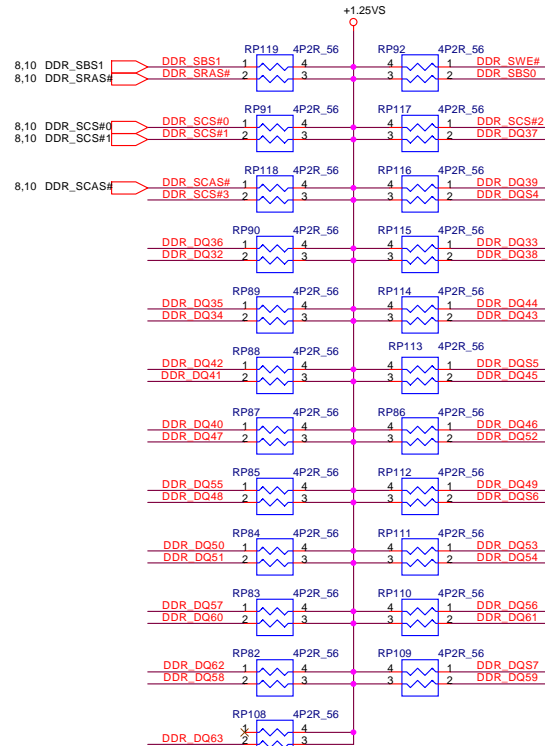 +1.25VS
RP119 4P2R_56 RP92 4P2R_56
8,10 DDR_SBS1 DDR_SBS1 1 4 4 1 DDR_SWE#
8,10 DDR_SRAS# DDR_SRAS# 2 3 3 2 DDR_SBS0
RP91 4P2R_56 RP117 4P2R_56
8,10 DDR_SCS#0 DDR_SCS#0 1 4 4 1 DDR_SCS#2
8,10 DDR_SCS#1 DDR_SCS#1 2 3 3 2 DDR_DQ37
RP118 4P2R_56 RP116 4P2R_56
8,10 DDR_SCAS# DDR_SCAS# 1 4 4 1 DDR_DQ39
DDR_SCS#3 2 3 3 2 DDR_DQS4
RP90 4P2R_56 RP115 4P2R_56
DDR_DQ36 1 4 4 1 DDR_DQ33
DDR_DQ32 2 3 3 2 DDR_DQ38
RP89 4P2R_56 RP114 4P2R_56
DDR_DQ35 1 4 4 1 DDR_DQ44
DDR_DQ34 2 3 3 2 DDR_DQ43
RP88 4P2R_56 RP113 4P2R_56
DDR_DQ42 1 4 4 1 DDR_DQS5
DDR_DQ41 2 3 3 2 DDR_DQ45
RP87 4P2R_56 RP86 4P2R_56
DDR_DQ40 1 4 4 1 DDR_DQ46
DDR_DQ47 2 3 3 2 DDR_DQ52
RP85 4P2R_56 RP112 4P2R_56
DDR_DQ55 1 4 4 1 DDR_DQ49
DDR_DQ48 2 3 3 2 DDR_DQS6
RP84 4P2R_56 RP111 4P2R_56
DDR_DQ50 1 4 4 1 DDR_DQ53
DDR_DQ51 2 3 3 2 DDR_DQ54
RP83 4P2R_56 RP110 4P2R_56
DDR_DQ57 1 4 4 1 DDR_DQ56
DDR_DQ60 2 3 3 2 DDR_DQ61
RP82 4P2R_56 RP109 4P2R_56
DDR_DQ62 1 4 4 1 DDR_DQS7
DDR_DQ58 2 3 3 2 DDR_DQ59
RP108 4P2R_56
1 4
DDR_DQ63 2 3